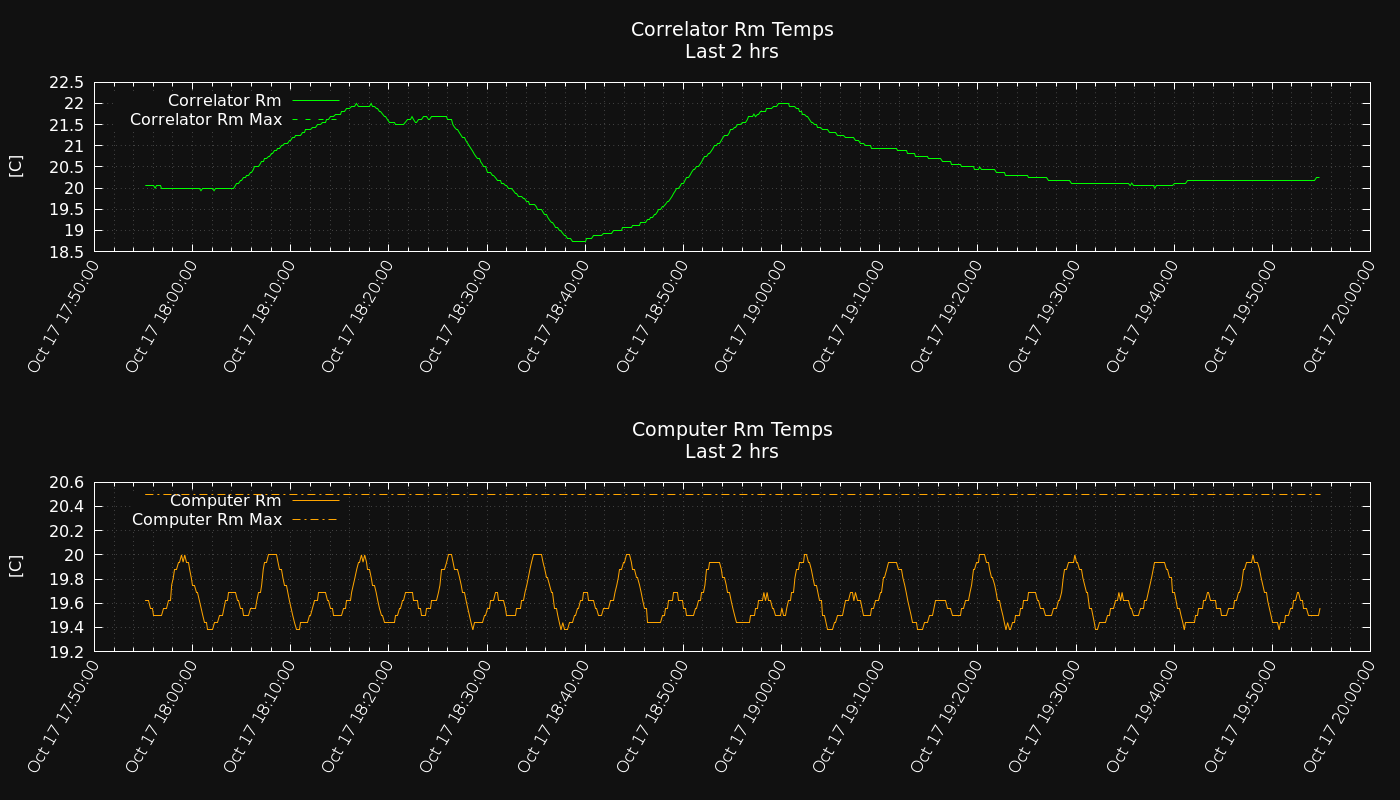 Correlator Rm Temps
Last 2 hrs
22.5
22
21.5
21
20.5
20
19.5
19
18.5
[C]
Correlator Rm
Correlator Rm Max
Oct 17 17:50:00
Oct 17 18:00:00
Oct 17 18:10:00
Oct 17 18:20:00
Oct 17 18:30:00
Oct 17 18:40:00
Oct 17 18:50:00
Oct 17 19:00:00
Oct 17 19:10:00
Oct 17 19:20:00
Oct 17 19:30:00
Oct 17 19:40:00
Oct 17 19:50:00
Oct 17 20:00:00
Computer Rm Temps
Last 2 hrs
20.6
20.4
20.2
20
19.8
19.6
19.4
19.2
[C]
Computer Rm
Computer Rm Max
Oct 17 17:50:00
Oct 17 18:00:00
Oct 17 18:10:00
Oct 17 18:20:00
Oct 17 18:30:00
Oct 17 18:40:00
Oct 17 18:50:00
Oct 17 19:00:00
Oct 17 19:10:00
Oct 17 19:20:00
Oct 17 19:30:00
Oct 17 19:40:00
Oct 17 19:50:00
Oct 17 20:00:00